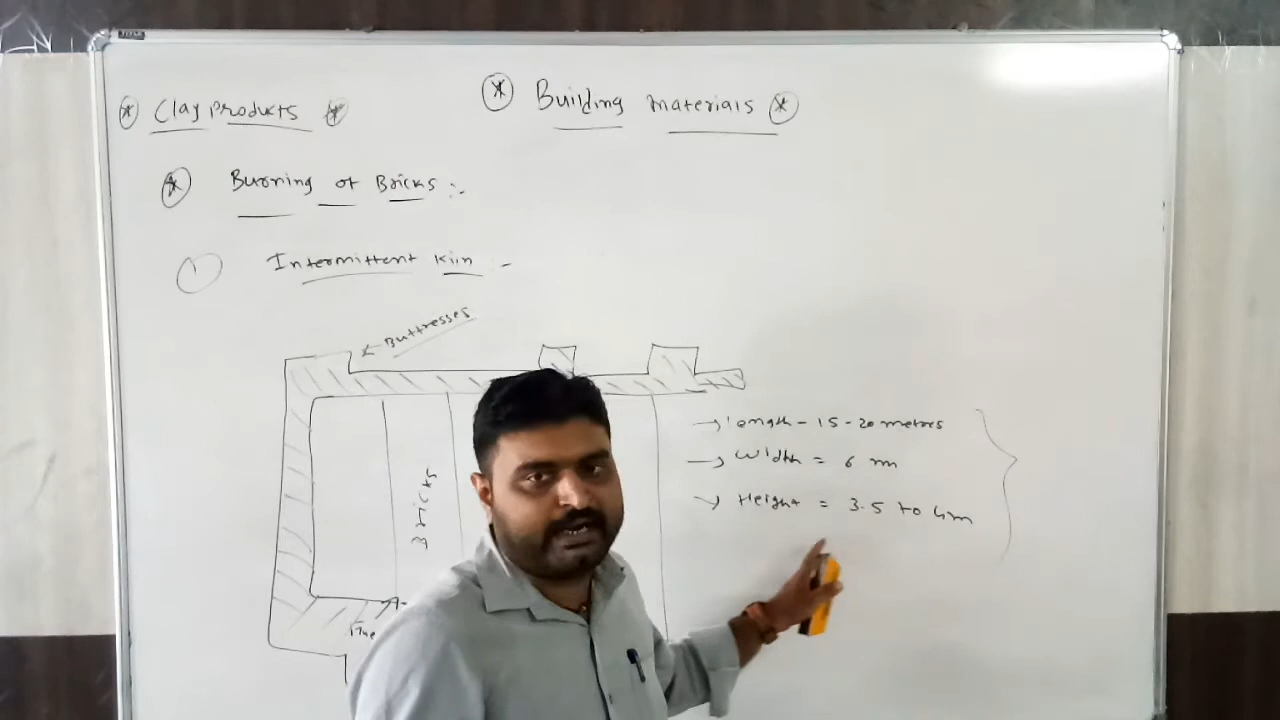 Building materials
Clay Products
Burning of Bricks :-
1 Intermittent Kiln :-
Buttresses
Bricks
→ length - 15-20 metres
→ Width = 6 m
→ Height = 3.5 to 4m